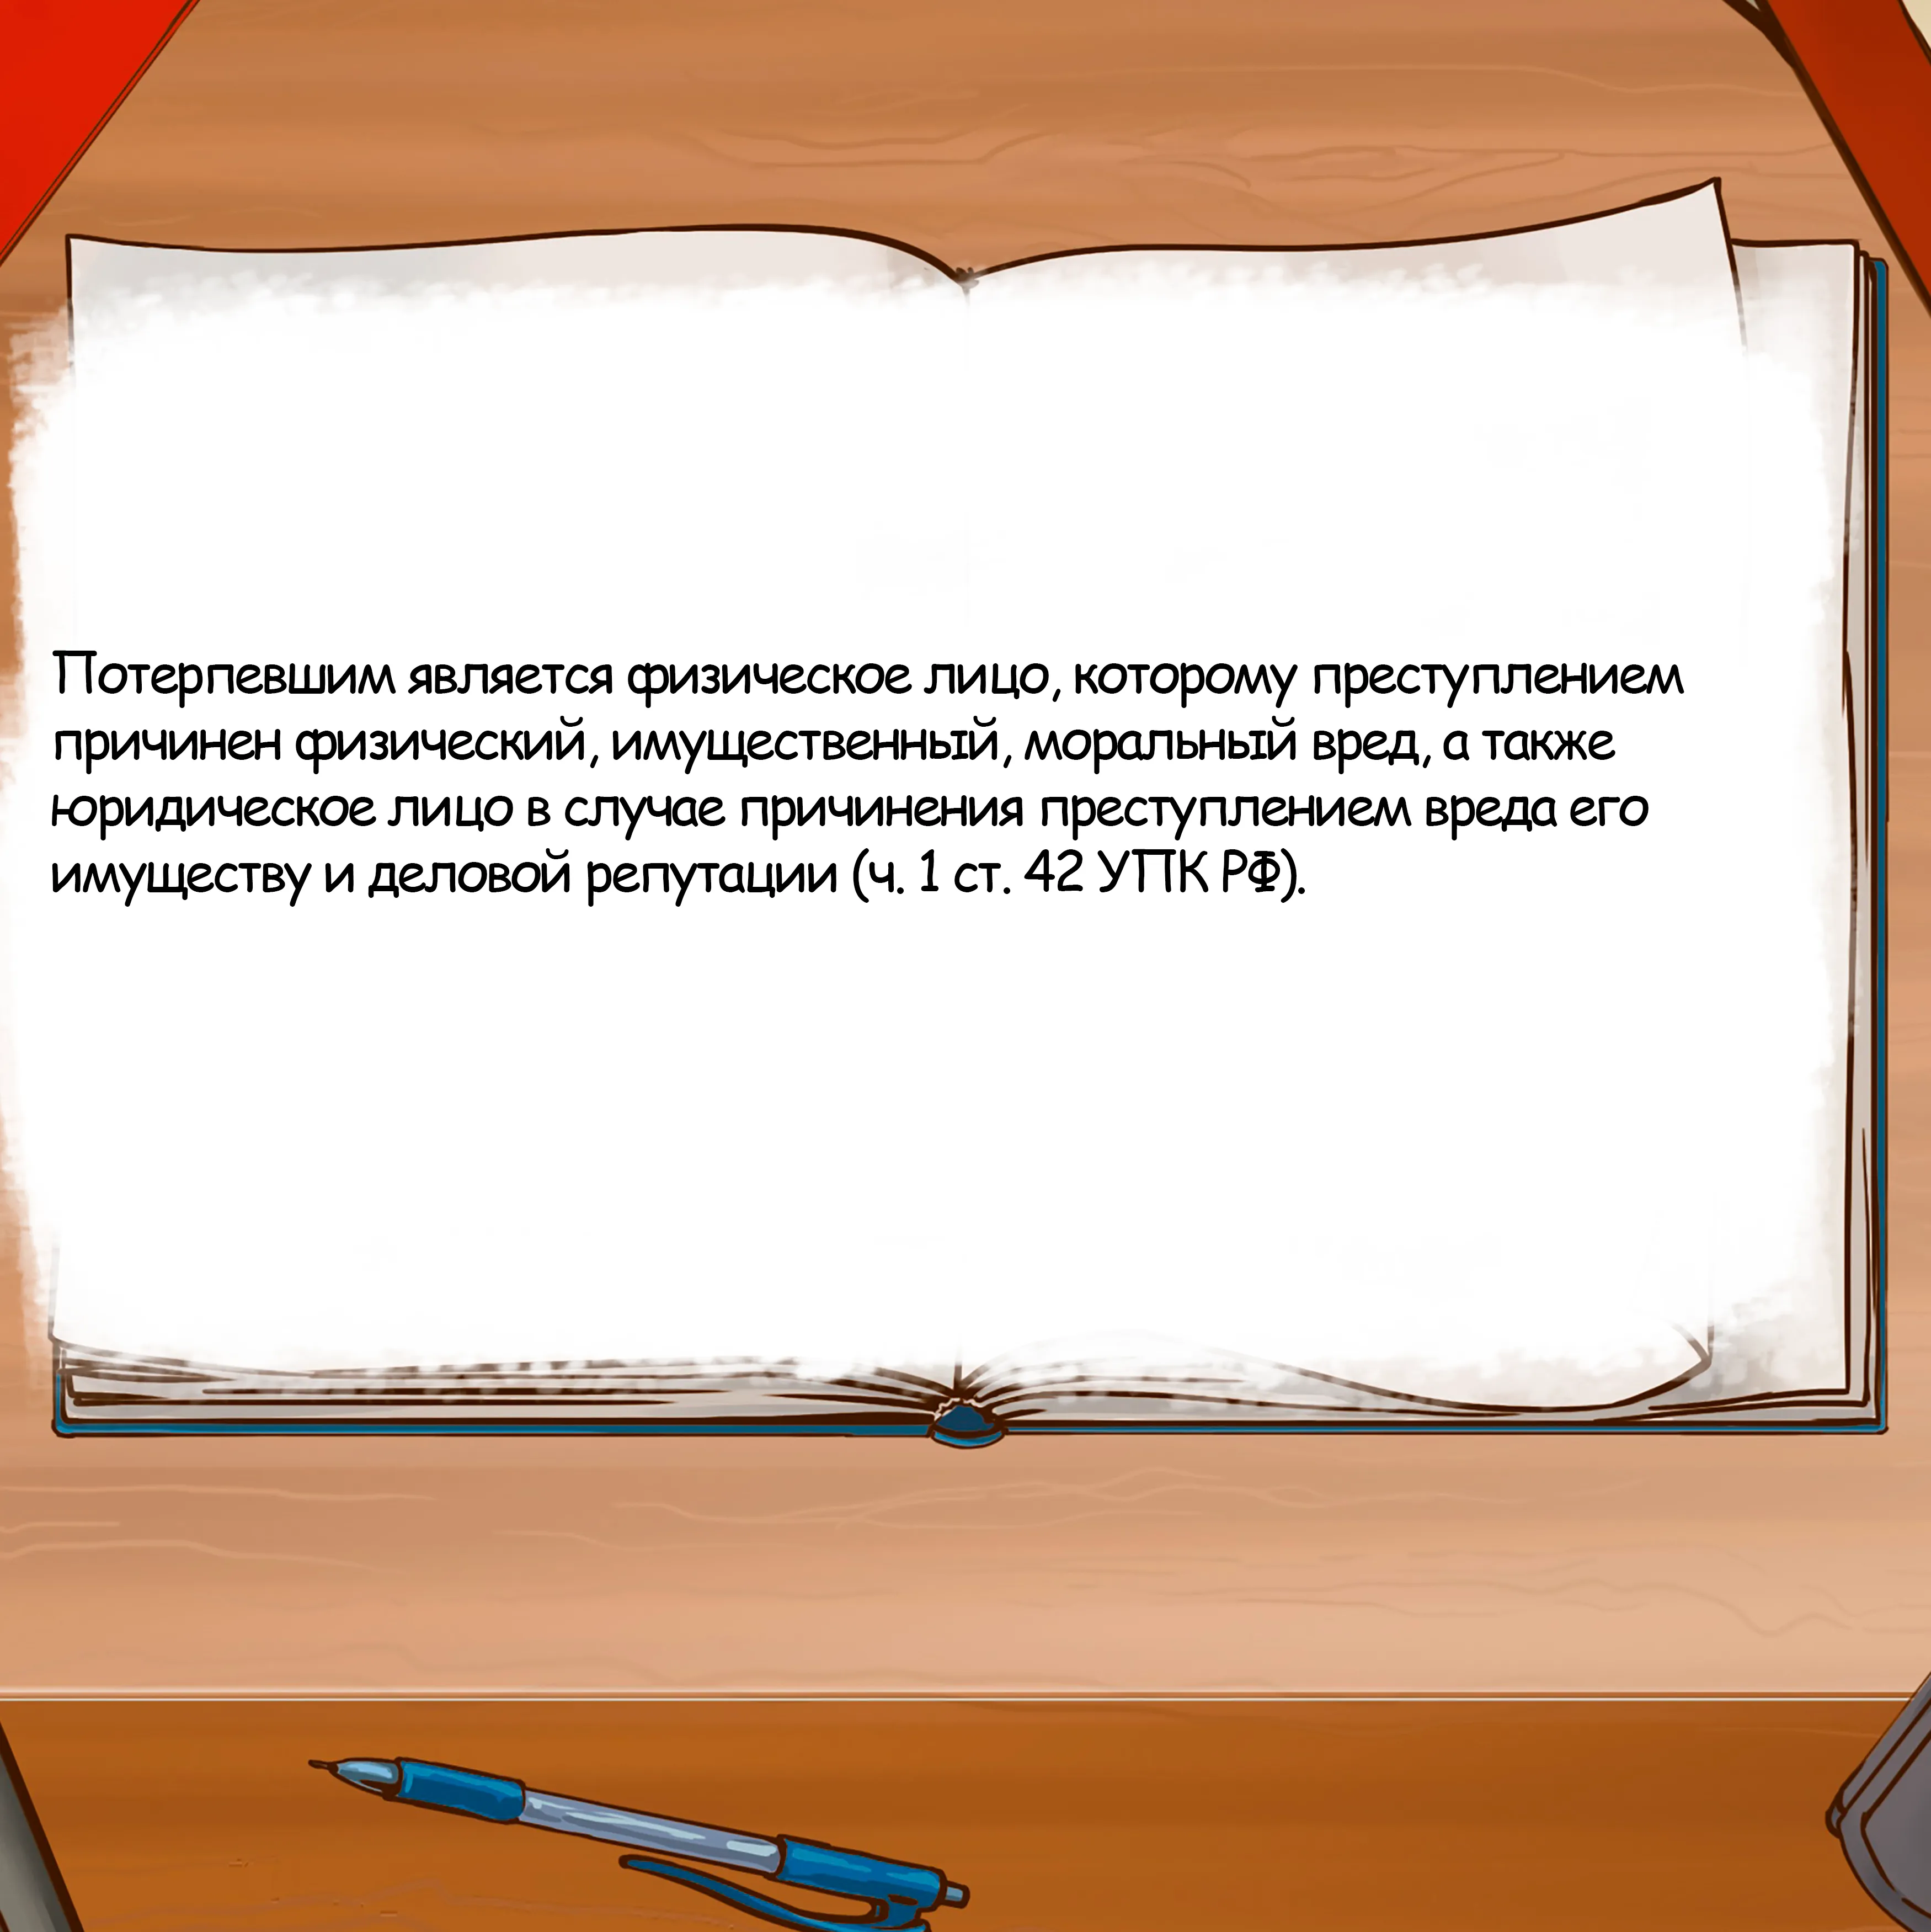 Потерпевшим является физическое лицо, которому преступлением
причинен физический, имущественный, моральный вред, а также
юридическое лицо в случае причинения преступлением вреда его
имуществу и деловой репутации (ч. 1 ст. 42 УПК РФ).